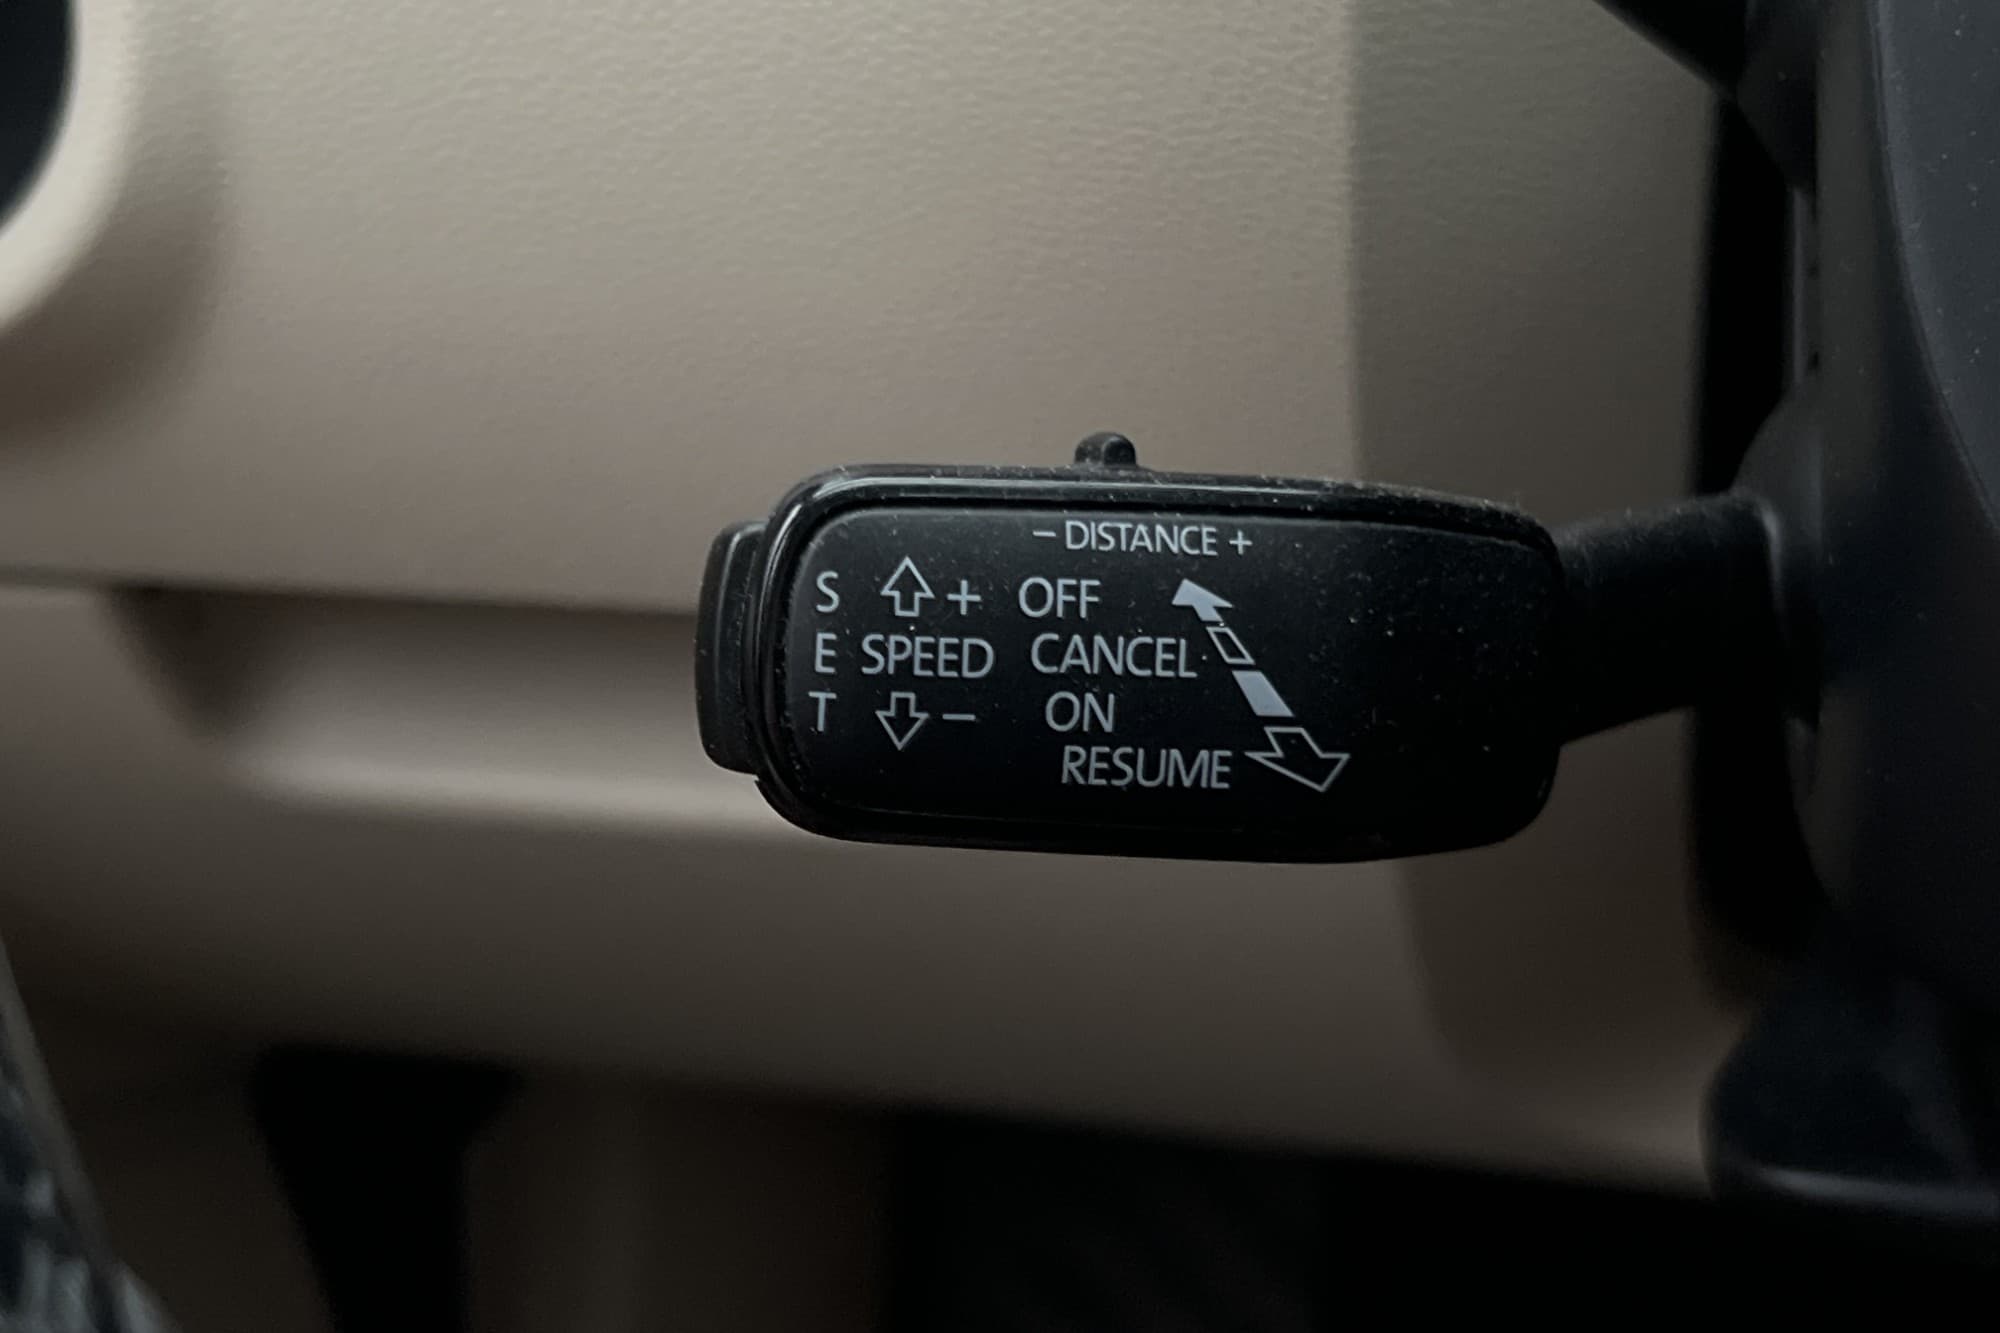 – DISTANCE +
S + OFF
E SPEED CANCEL
T – ON
RESUME